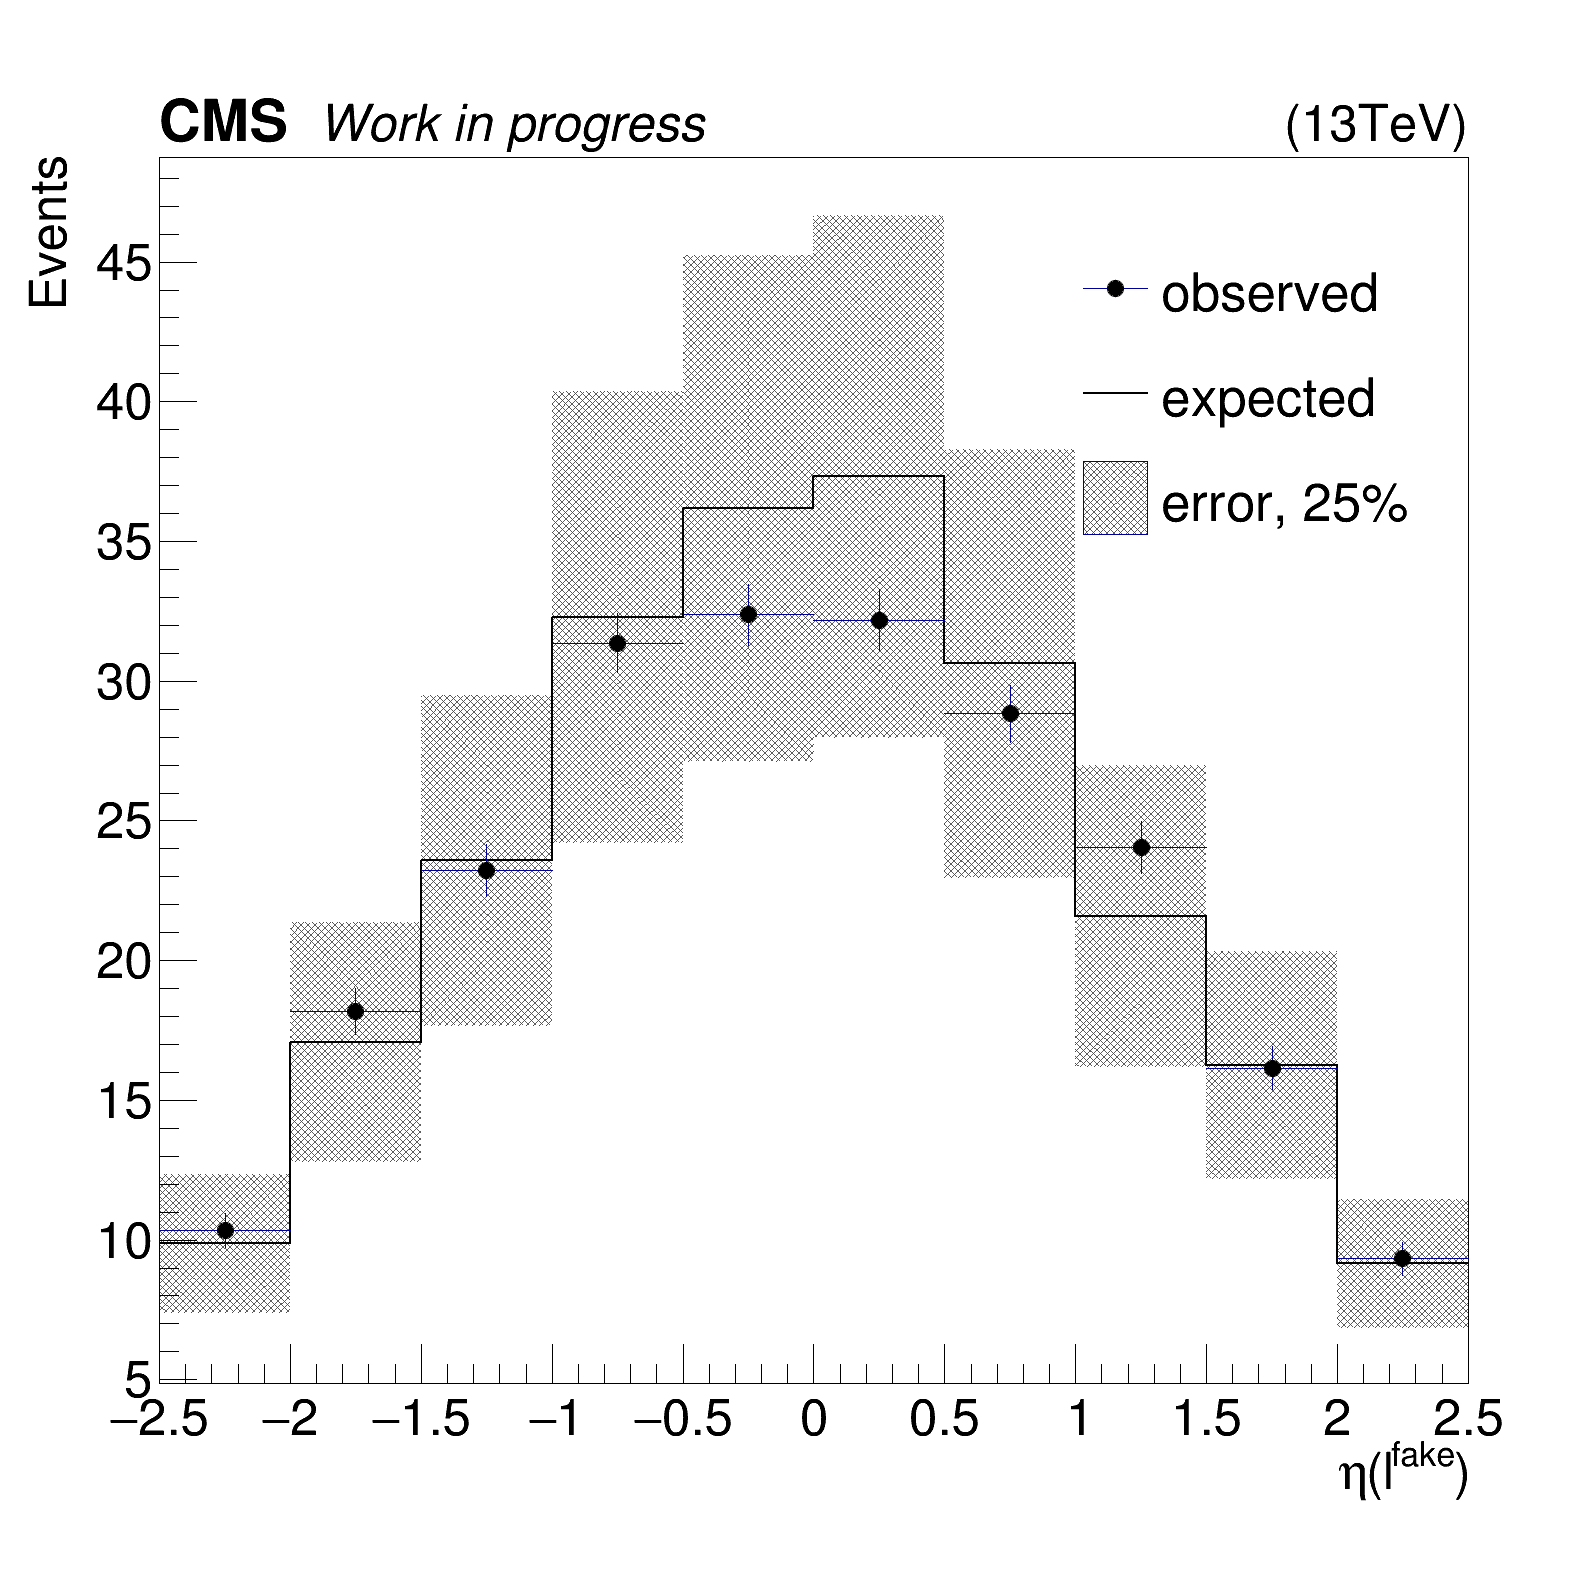 CMS Work in progress (13TeV)
Events
45
40
35
30
25
20
15
10
5
observed
expected
error, 25%
−2.5 −2 −1.5 −1 −0.5 0 0.5 1 1.5 2 2.5
η(l^fake)